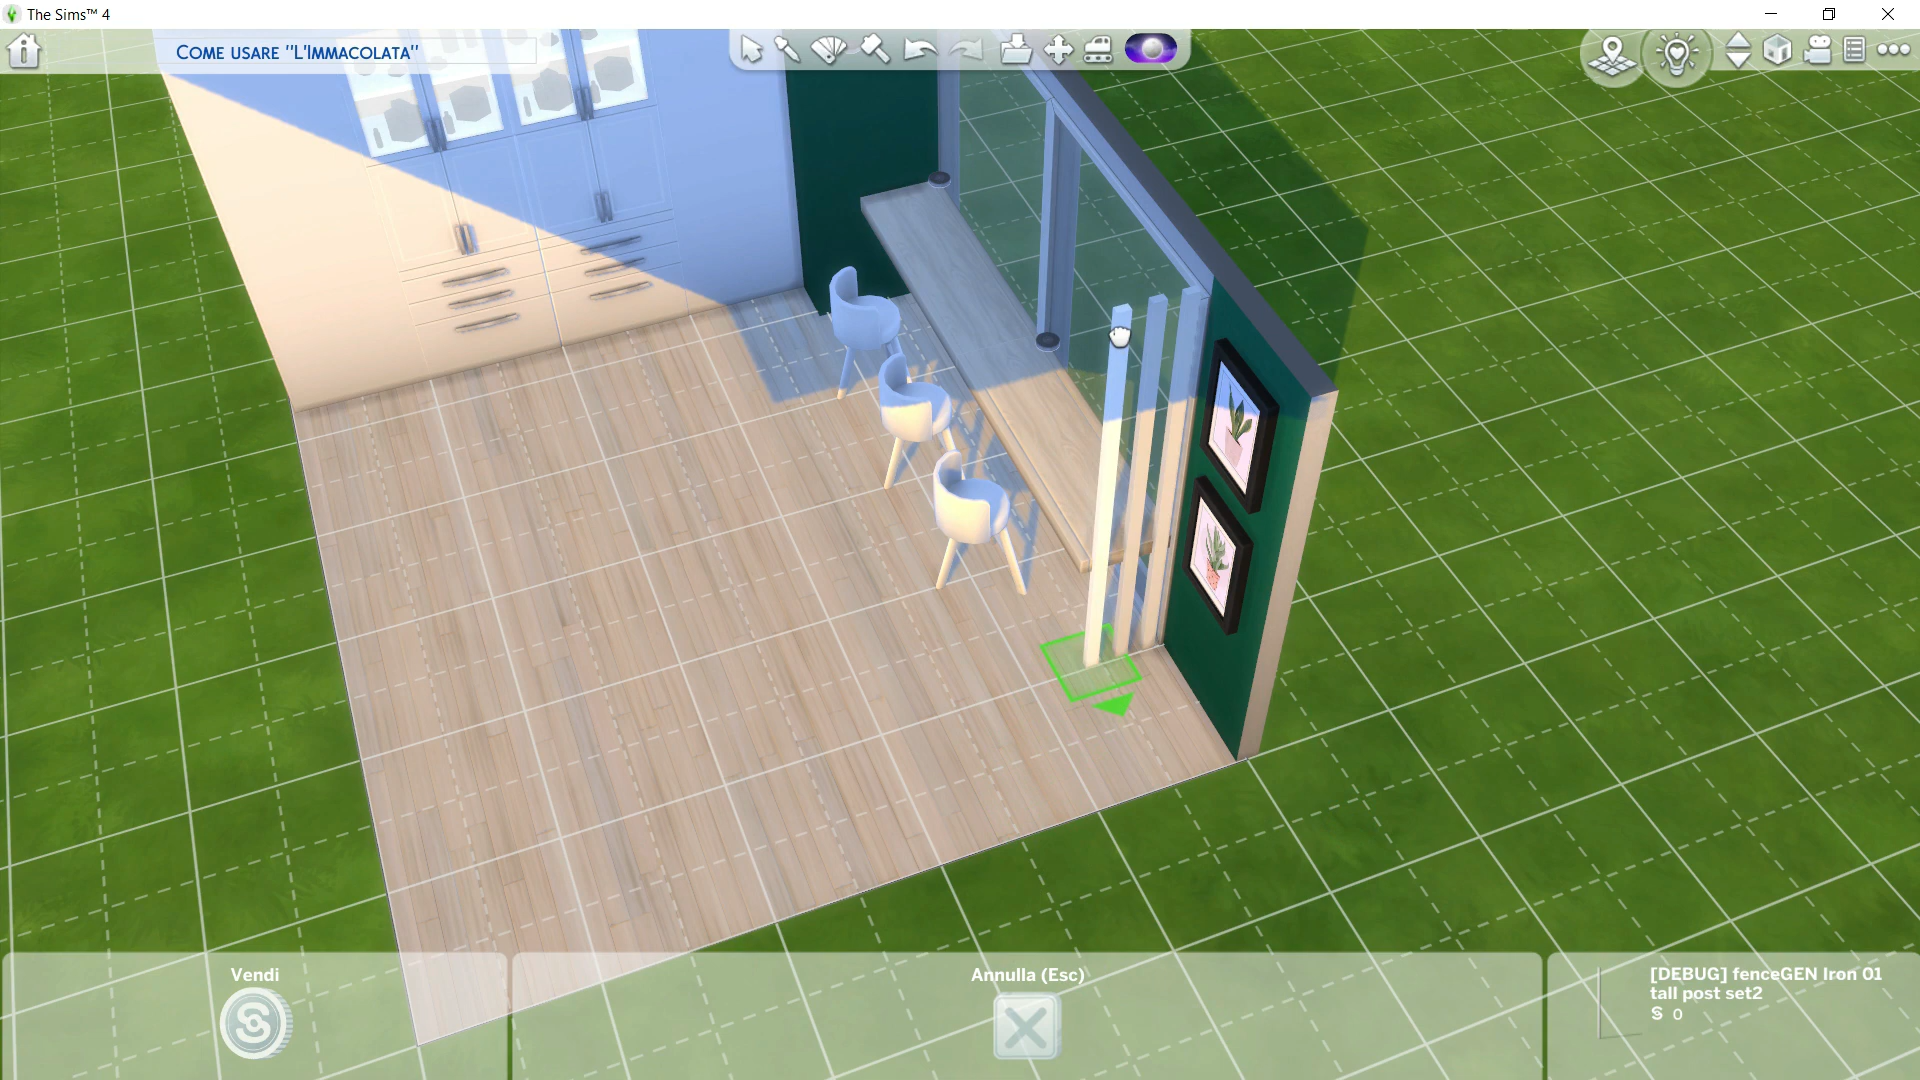 The Sims™ 4
Come usare "L'Immacolata"
Vendi
Annulla (Esc)
[DEBUG] fenceGEN Iron 01
tall post set2
§ 0